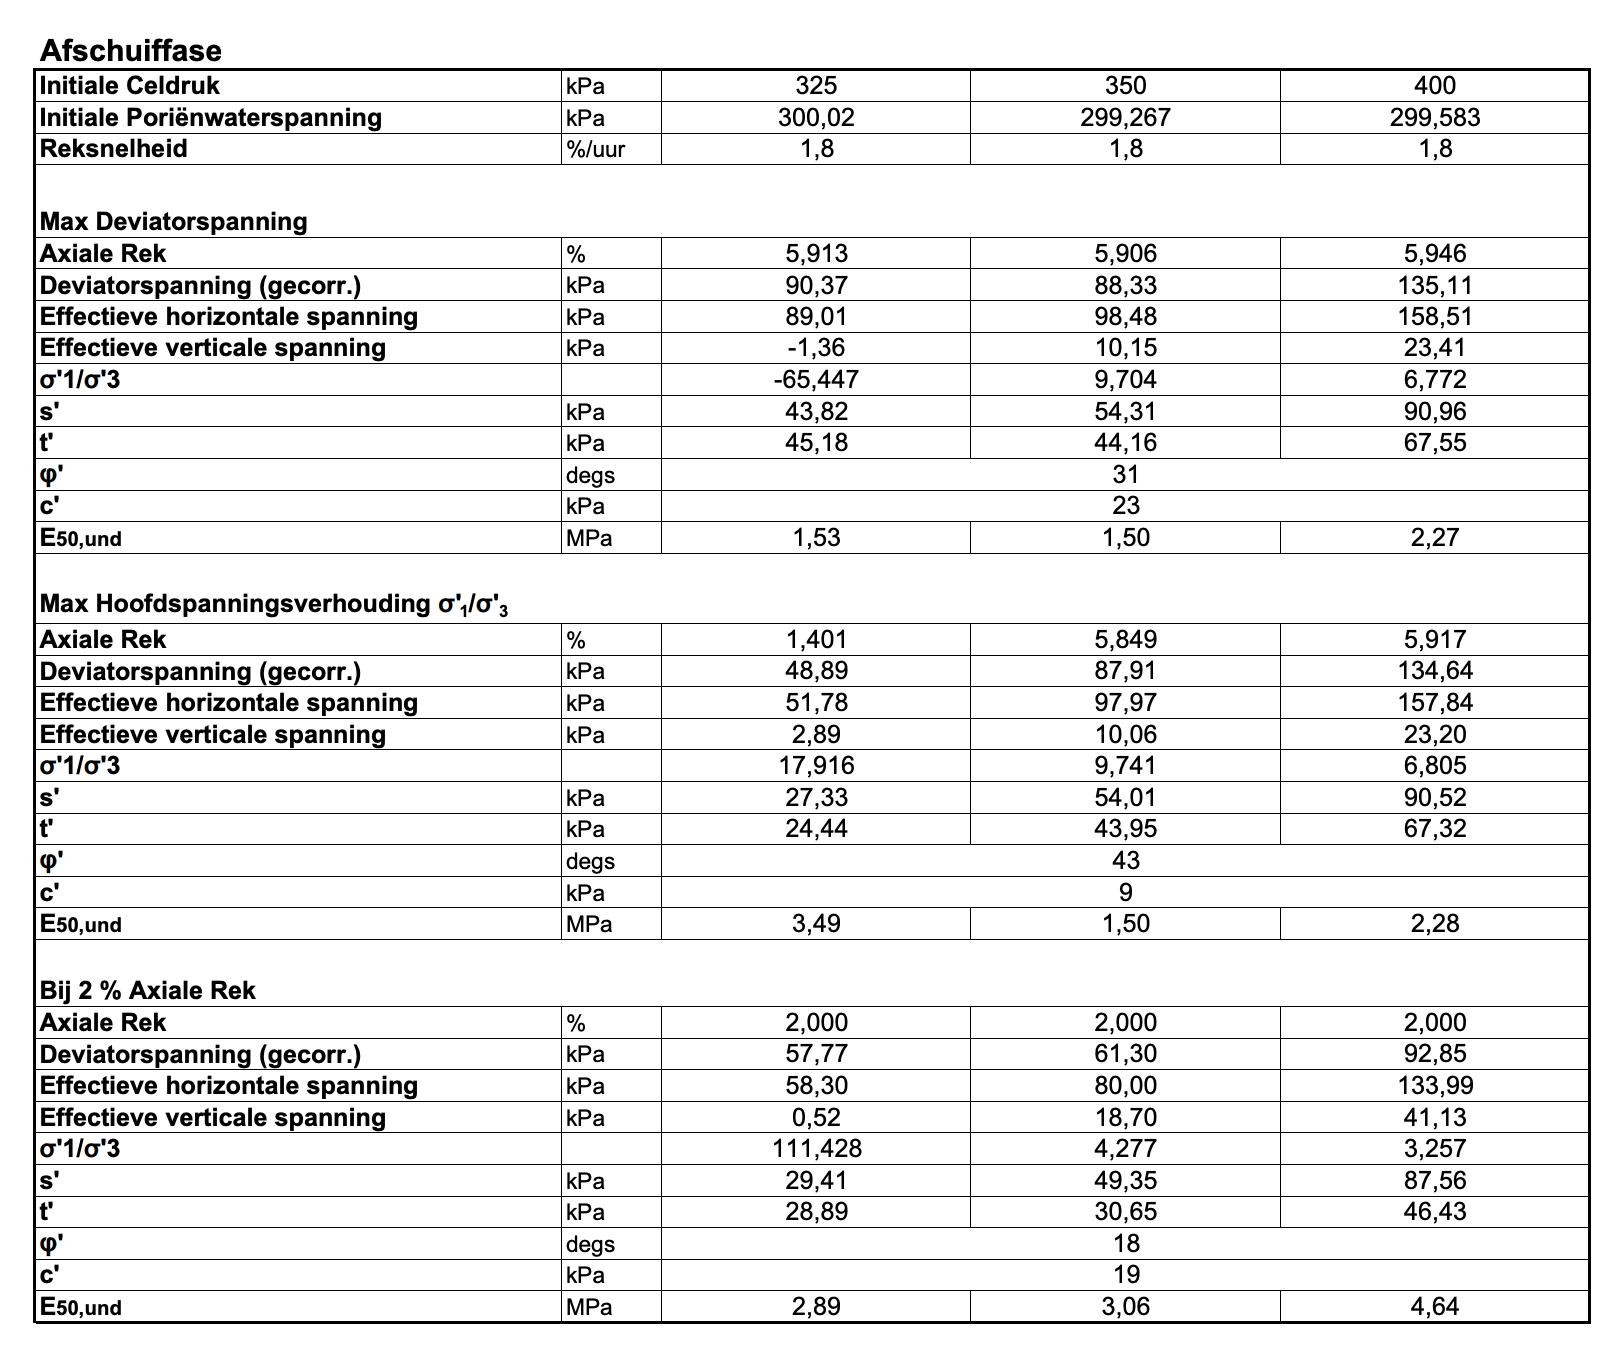 Afschuiffase
Initiale Celdruk kPa 325 350 400
Initiale Poriënwaterspanning kPa 300,02 299,267 299,583
Reksnelheid %/uur 1,8 1,8 1,8
Max Deviatorspanning
Axiale Rek % 5,913 5,906 5,946
Deviatorspanning (gecorr.) kPa 90,37 88,33 135,11
Effectieve horizontale spanning kPa 89,01 98,48 158,51
Effectieve verticale spanning kPa -1,36 10,15 23,41
σ'1/σ'3 -65,447 9,704 6,772
s' kPa 43,82 54,31 90,96
t' kPa 45,18 44,16 67,55
φ' degs 31
c' kPa 23
E50,und MPa 1,53 1,50 2,27
Max Hoofdspanningsverhouding σ'1/σ'3
Axiale Rek % 1,401 5,849 5,917
Deviatorspanning (gecorr.) kPa 48,89 87,91 134,64
Effectieve horizontale spanning kPa 51,78 97,97 157,84
Effectieve verticale spanning kPa 2,89 10,06 23,20
σ'1/σ'3 17,916 9,741 6,805
s' kPa 27,33 54,01 90,52
t' kPa 24,44 43,95 67,32
φ' degs 43
c' kPa 9
E50,und MPa 3,49 1,50 2,28
Bij 2 % Axiale Rek
Axiale Rek % 2,000 2,000 2,000
Deviatorspanning (gecorr.) kPa 57,77 61,30 92,85
Effectieve horizontale spanning kPa 58,30 80,00 133,99
Effectieve verticale spanning kPa 0,52 18,70 41,13
σ'1/σ'3 111,428 4,277 3,257
s' kPa 29,41 49,35 87,56
t' kPa 28,89 30,65 46,43
φ' degs 18
c' kPa 19
E50,und MPa 2,89 3,06 4,64